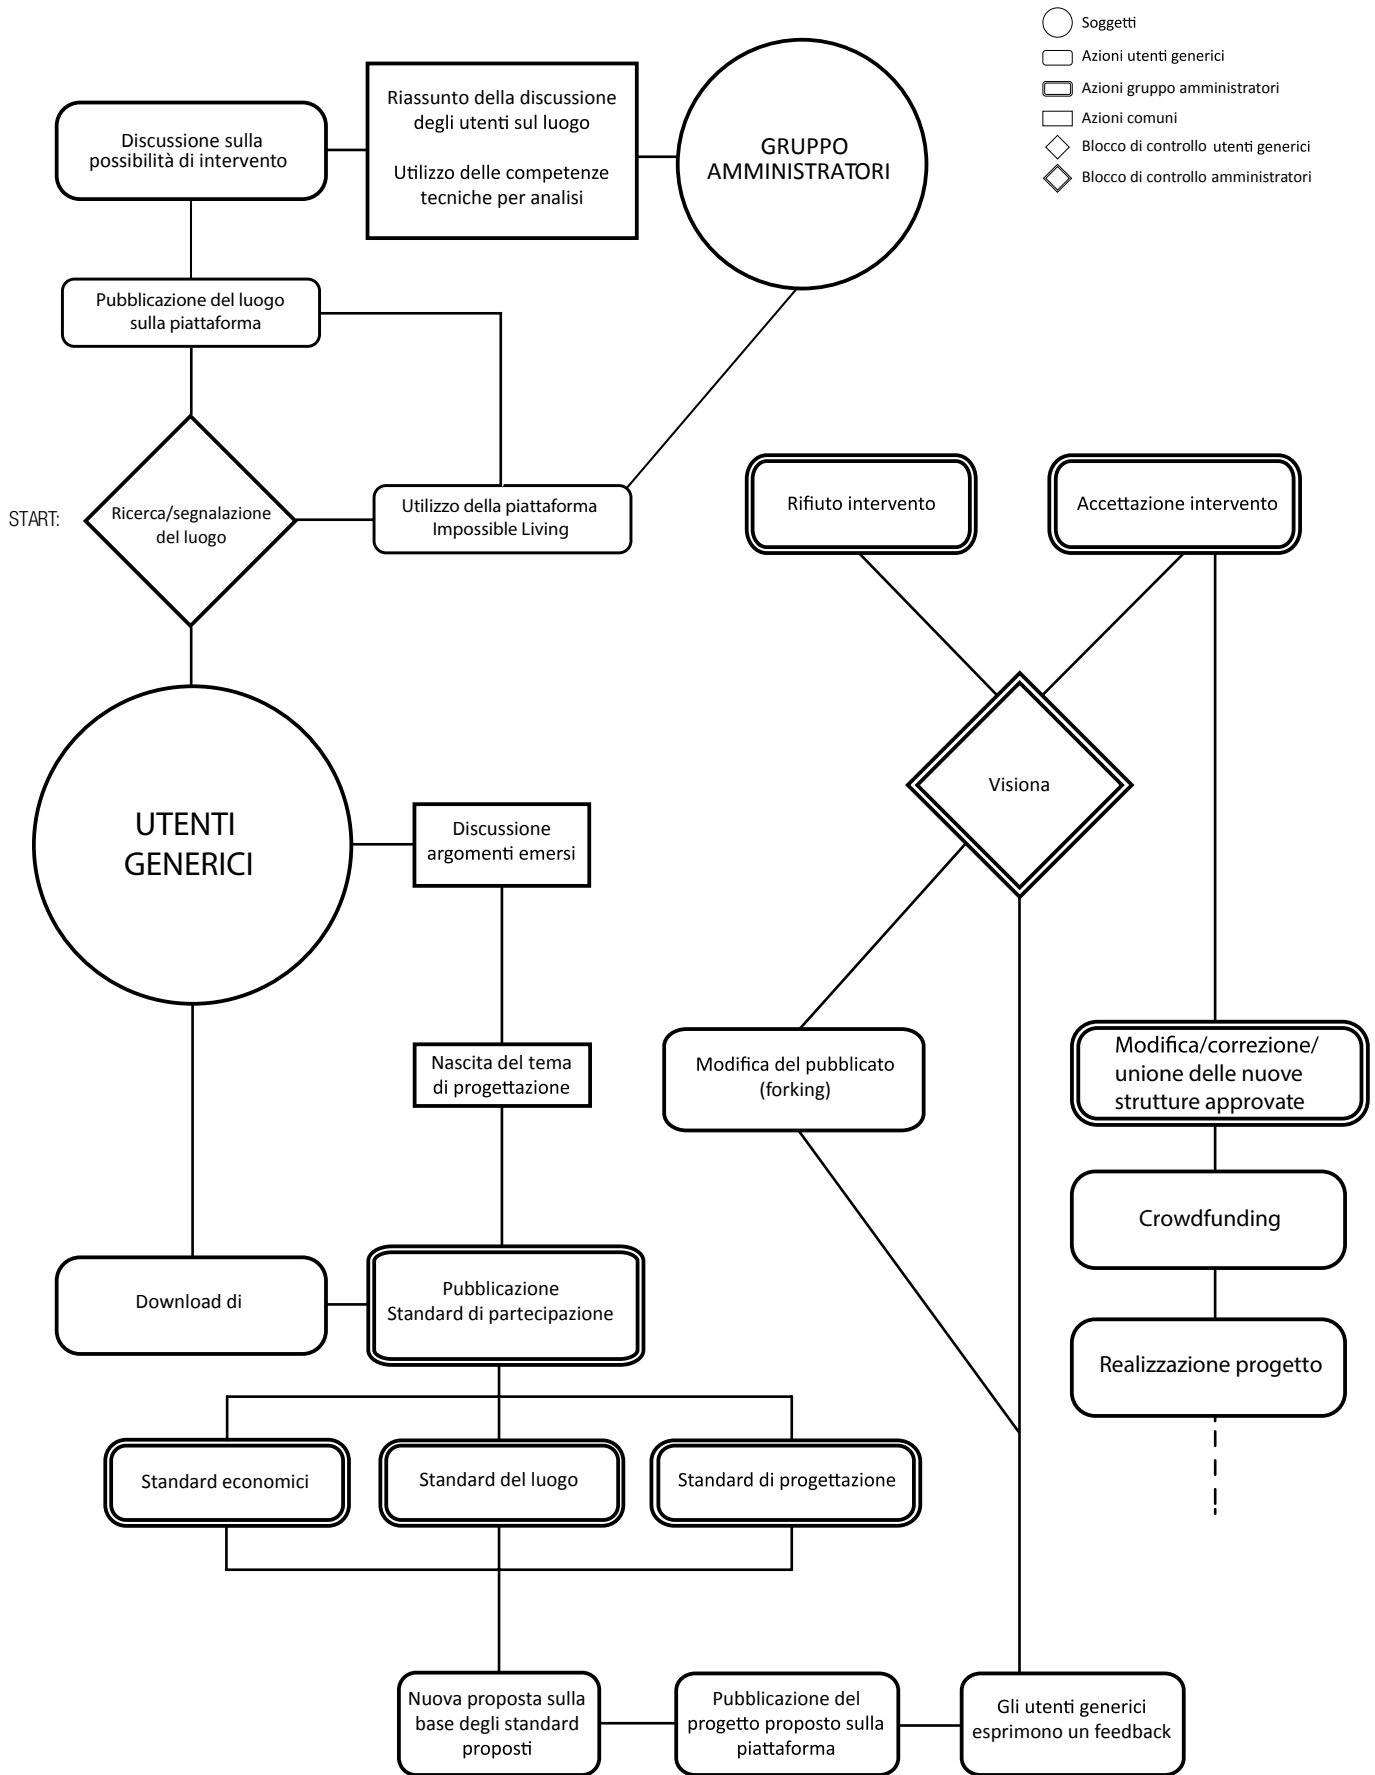 Soggetti
Azioni utenti generici
Azioni gruppo amministratori
Azioni comuni
Blocco di controllo utenti generici
Blocco di controllo amministratori
Discussione sulla
possibilità di intervento
Riassunto della discussione
degli utenti sul luogo
Utilizzo delle competenze
tecniche per analisi
GRUPPO
AMMINISTRATORI
Pubblicazione del luogo
sulla piattaforma
START:
Ricerca/segnalazione
del luogo
Utilizzo della piattaforma
Impossible Living
Rifiuto intervento
Accettazione intervento
Visiona
UTENTI
GENERICI
Discussione
argomenti emersi
Nascita del tema
di progettazione
Modifica del pubblicato
(forking)
Modifica/correzione/
unione delle nuove
strutture approvate
Crowdfunding
Realizzazione progetto
Download di
Pubblicazione
Standard di partecipazione
Standard economici
Standard del luogo
Standard di progettazione
Nuova proposta sulla
base degli standard
proposti
Pubblicazione del
progetto proposto sulla
piattaforma
Gli utenti generici
esprimono un feedback